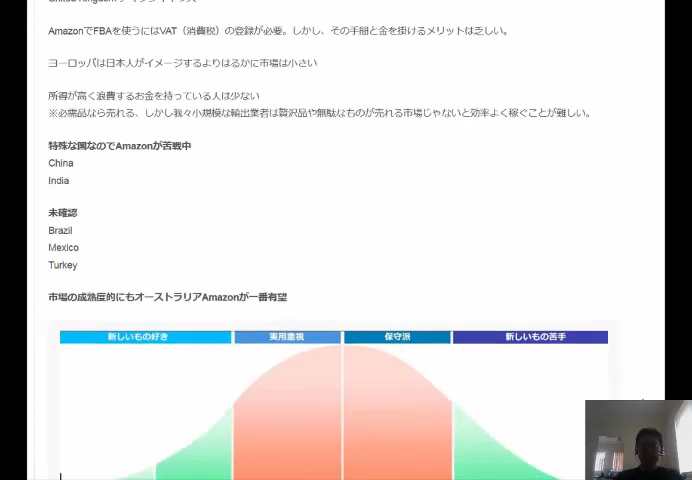 AmazonでFBAを使うにはVAT（消費税）の登録が必要。しかし、その手間と金を掛けるメリットは乏しい。
ヨーロッパは日本人がイメージするよりはるかに市場は小さい
所得が高く浪費するお金を持っている人は少ない
※必需品なら売れる、しかし我々小規模な輸出業者は贅沢品や無駄なものが売れる市場じゃないと効率よく稼ぐことが難しい。
特殊な国なのでAmazonが苦戦中
China
India
未確認
Brazil
Mexico
Turkey
市場の成熟度的にもオーストラリアAmazonが一番有望
新しいもの好き 実用重視 保守派 新しいもの苦手